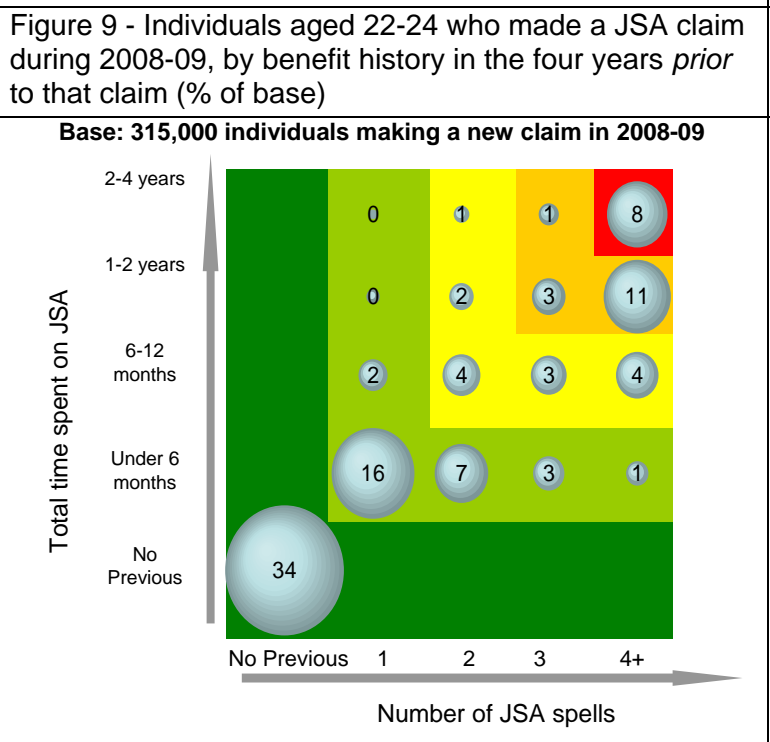 Figure 9 - Individuals aged 22-24 who made a JSA claim
during 2008-09, by benefit history in the four years prior
to that claim (% of base)
Base: 315,000 individuals making a new claim in 2008-09
2-4 years
0 1 1 8
1-2 years
0 2 3 11
6-12
months
2 4 3 4
Under 6
months
16 7 3 1
No
Previous
34
Total time spent on JSA
No Previous 1 2 3 4+
Number of JSA spells